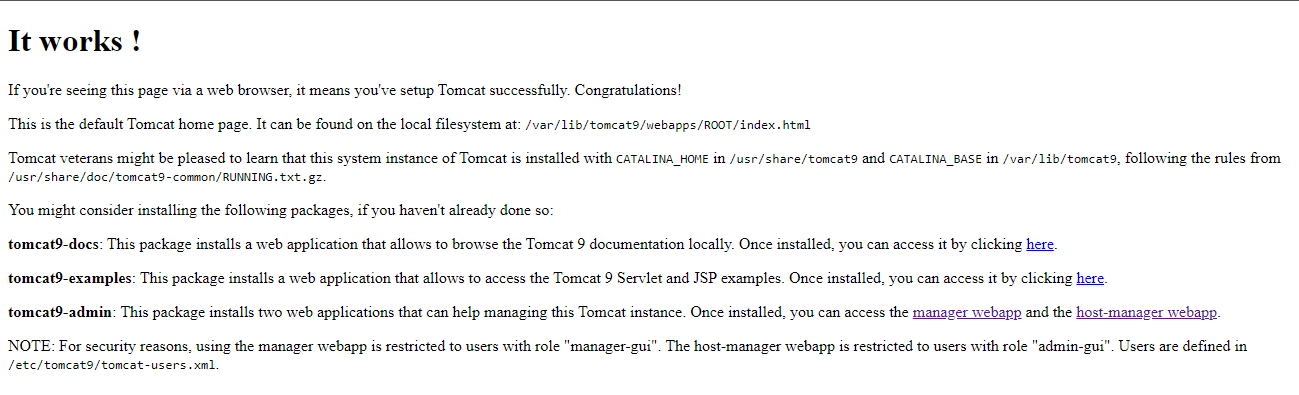 It works !
If you're seeing this page via a web browser, it means you've setup Tomcat successfully. Congratulations!
This is the default Tomcat home page. It can be found on the local filesystem at: /var/lib/tomcat9/webapps/ROOT/index.html
Tomcat veterans might be pleased to learn that this system instance of Tomcat is installed with CATALINA_HOME in /usr/share/tomcat9 and CATALINA_BASE in /var/lib/tomcat9, following the rules from
/usr/share/doc/tomcat9-common/RUNNING.txt.gz.
You might consider installing the following packages, if you haven't already done so:
tomcat9-docs: This package installs a web application that allows to browse the Tomcat 9 documentation locally. Once installed, you can access it by clicking here.
tomcat9-examples: This package installs a web application that allows to access the Tomcat 9 Servlet and JSP examples. Once installed, you can access it by clicking here.
tomcat9-admin: This package installs two web applications that can help managing this Tomcat instance. Once installed, you can access the manager webapp and the host-manager webapp.
NOTE: For security reasons, using the manager webapp is restricted to users with role "manager-gui". The host-manager webapp is restricted to users with role "admin-gui". Users are defined in
/etc/tomcat9/tomcat-users.xml.